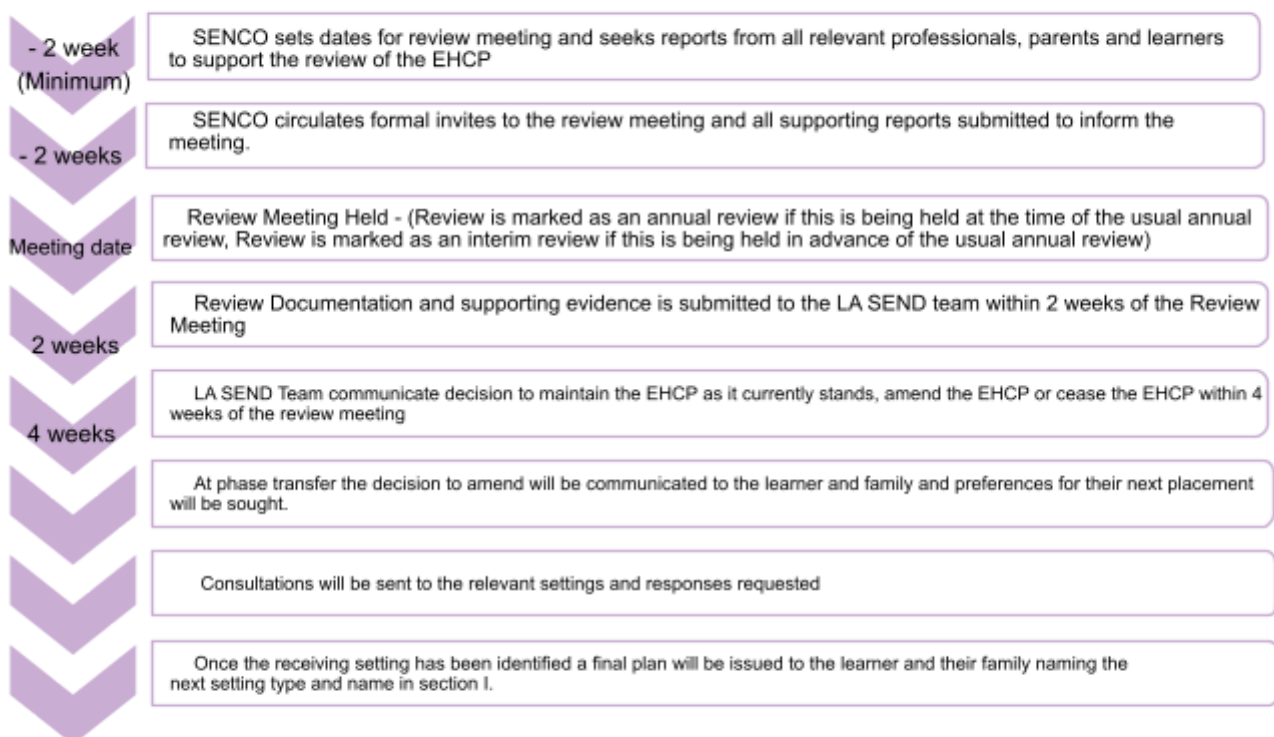 - 2 week
(Minimum)
SENCO sets dates for review meeting and seeks reports from all relevant professionals, parents and learners
to support the review of the EHCP
- 2 weeks
SENCO circulates formal invites to the review meeting and all supporting reports submitted to inform the
meeting.
Meeting date
Review Meeting Held - (Review is marked as an annual review if this is being held at the time of the usual annual
review, Review is marked as an interim review if this is being held in advance of the usual annual review)
2 weeks
Review Documentation and supporting evidence is submitted to the LA SEND team within 2 weeks of the Review
Meeting
4 weeks
LA SEND Team communicate decision to maintain the EHCP as it currently stands, amend the EHCP or cease the EHCP within 4
weeks of the review meeting
At phase transfer the decision to amend will be communicated to the learner and family and preferences for their next placement
will be sought.
Consultations will be sent to the relevant settings and responses requested
Once the receiving setting has been identified a final plan will be issued to the learner and their family naming the
next setting type and name in section I.